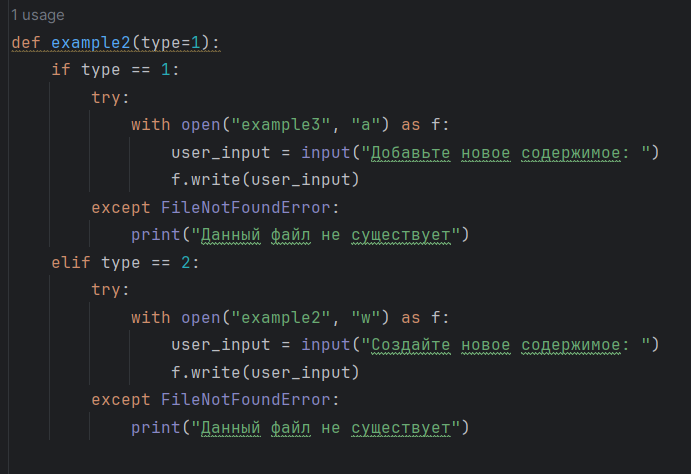 1 usage
def example2(type=1):
    if type == 1:
        try:
            with open("example3", "a") as f:
                user_input = input("Добавьте новое содержимое: ")
                f.write(user_input)
        except FileNotFoundError:
            print("Данный файл не существует")
    elif type == 2:
        try:
            with open("example2", "w") as f:
                user_input = input("Создайте новое содержимое: ")
                f.write(user_input)
        except FileNotFoundError:
            print("Данный файл не существует")